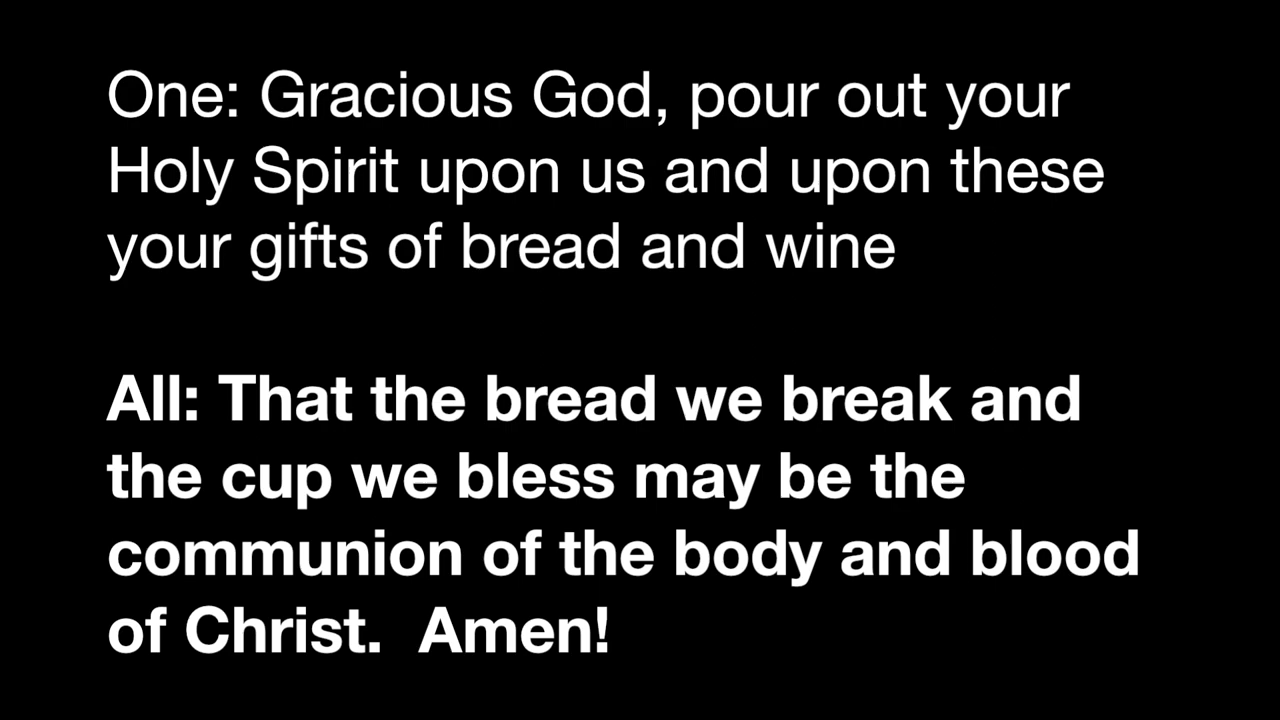 One: Gracious God, pour out your
Holy Spirit upon us and upon these
your gifts of bread and wine
All: That the bread we break and
the cup we bless may be the
communion of the body and blood
of Christ.  Amen!